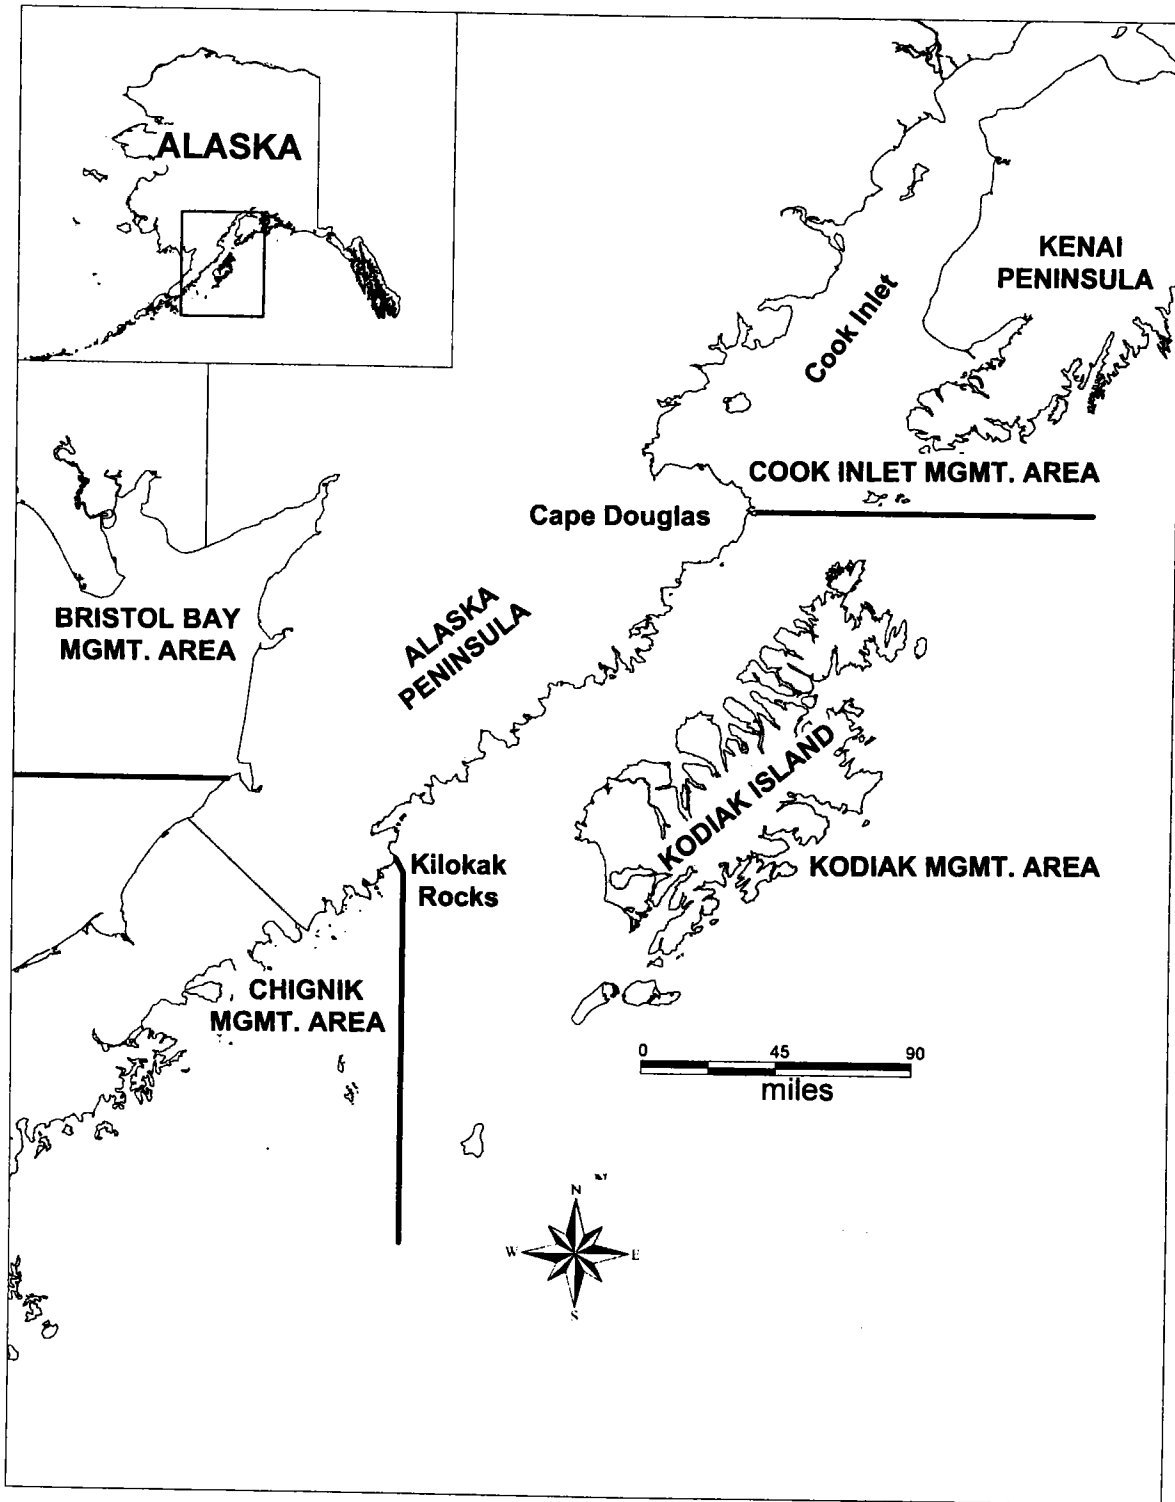 ALASKA
KENAI
PENINSULA
Cook Inlet
COOK INLET MGMT. AREA
Cape Douglas
BRISTOL BAY
MGMT. AREA
ALASKA
PENINSULA
KODIAK ISLAND
Kilokak
Rocks
KODIAK MGMT. AREA
CHIGNIK
MGMT. AREA
0 45 90
miles
N
W E
S